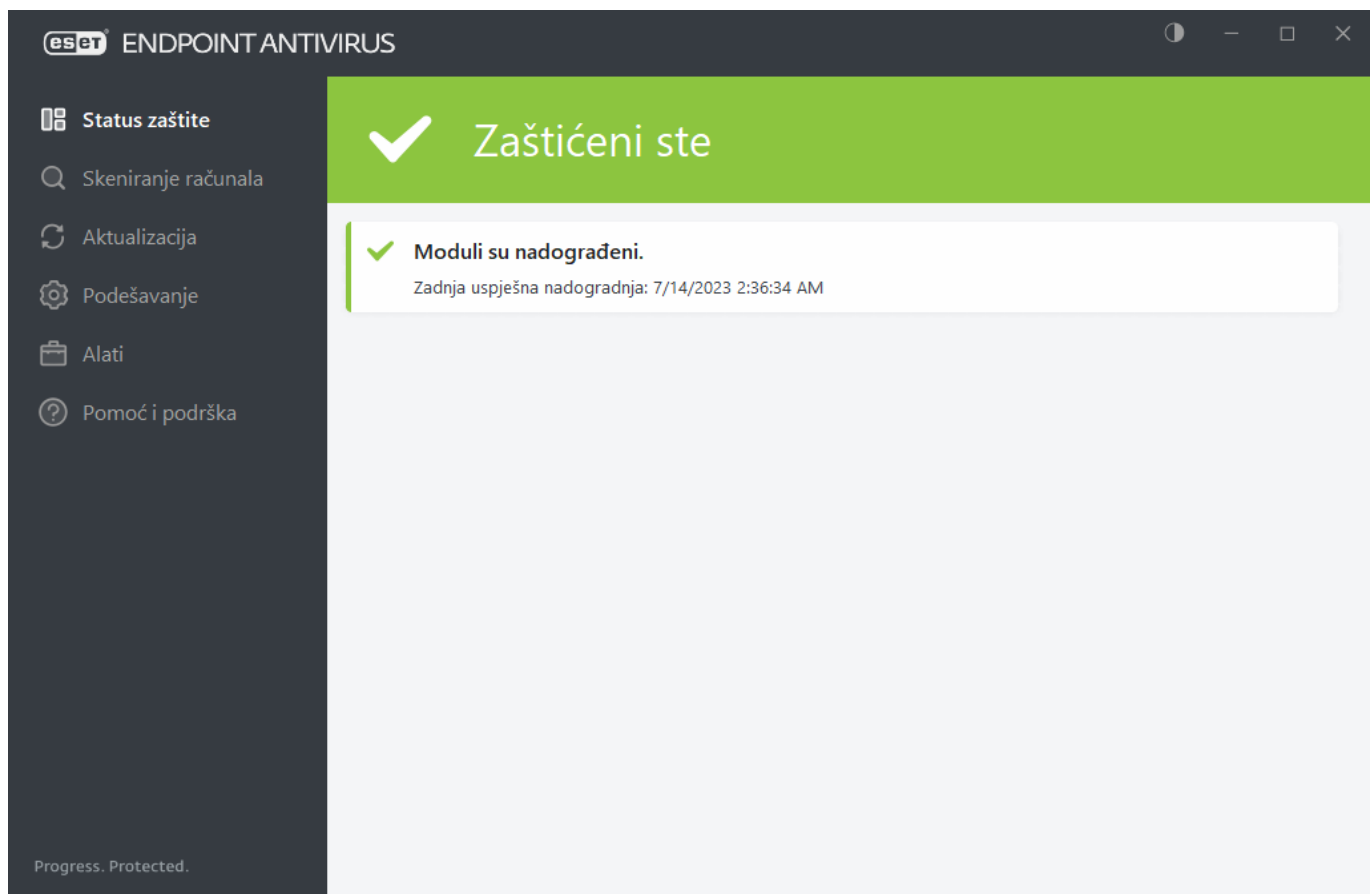 eset ENDPOINT ANTIVIRUS
Status zaštite
Skeniranje računala
Aktualizacija
Podešavanje
Alati
Pomoć i podrška
Progress. Protected.
Zaštićeni ste
Moduli su nadograđeni.
Zadnja uspješna nadogradnja: 7/14/2023 2:36:34 AM